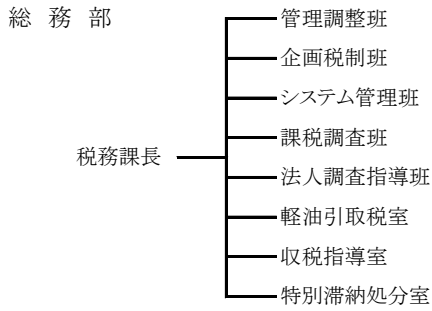 総務部
管理調整班
企画税制班
システム管理班
課税調査班
税務課長
法人調査指導班
軽油引取税室
収税指導室
特別滞納処分室